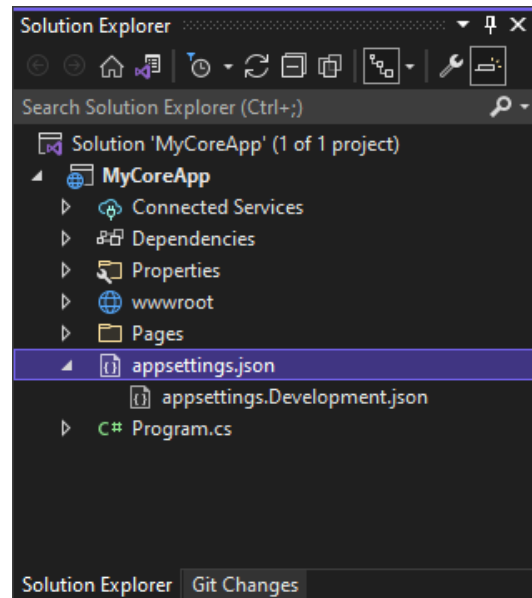 Solution Explorer
Search Solution Explorer (Ctrl+;)
Solution 'MyCoreApp' (1 of 1 project)
MyCoreApp
Connected Services
Dependencies
Properties
wwwroot
Pages
appsettings.json
appsettings.Development.json
C# Program.cs
Solution Explorer Git Changes